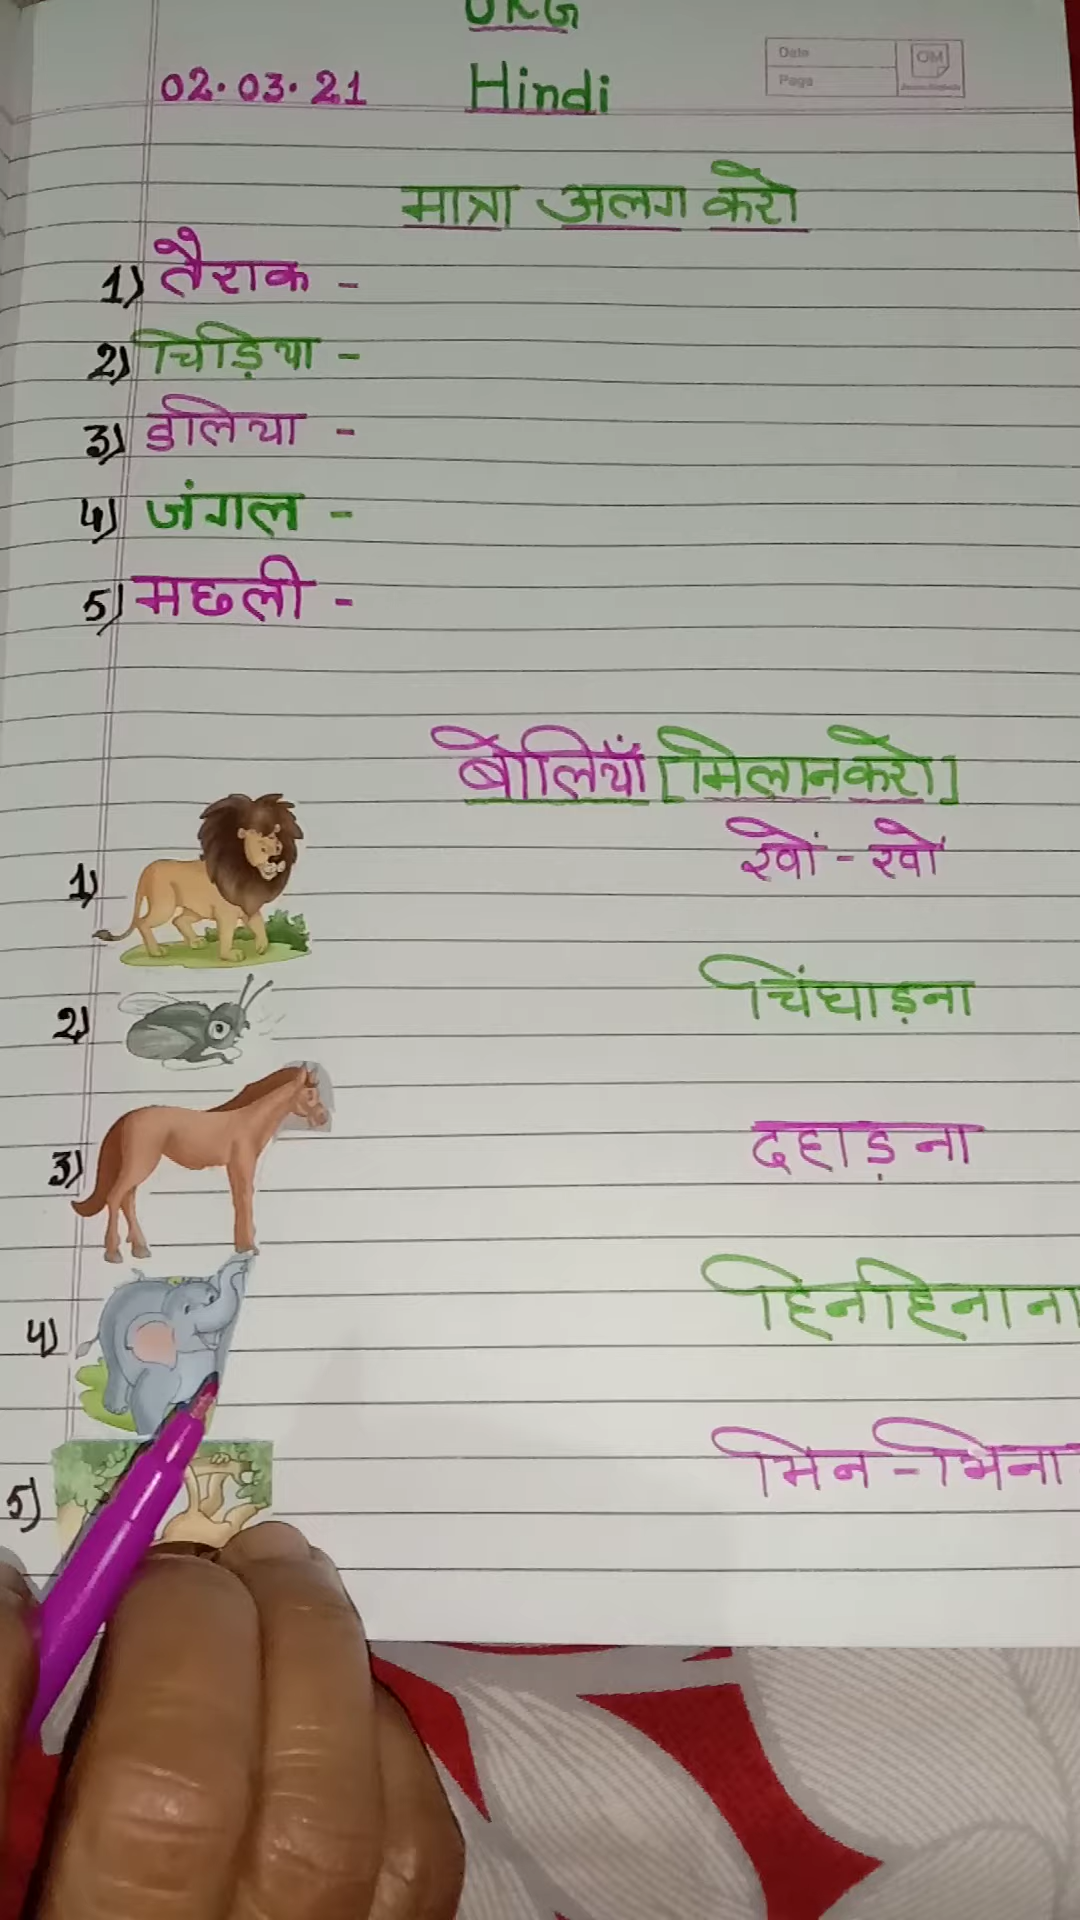 UKG
02.03.21 Hindi
Date
Page
OM
मात्रा अलग करो
1) तैराक -
2) चिड़िया -
3) डलिया -
4) जंगल -
5) मछली -
बोलियाँ [मिलान करो]
1) खों - खों
2) चिंघाड़ना
3) दहाड़ना
4) हिनहिनाना
5) भिन - भिना